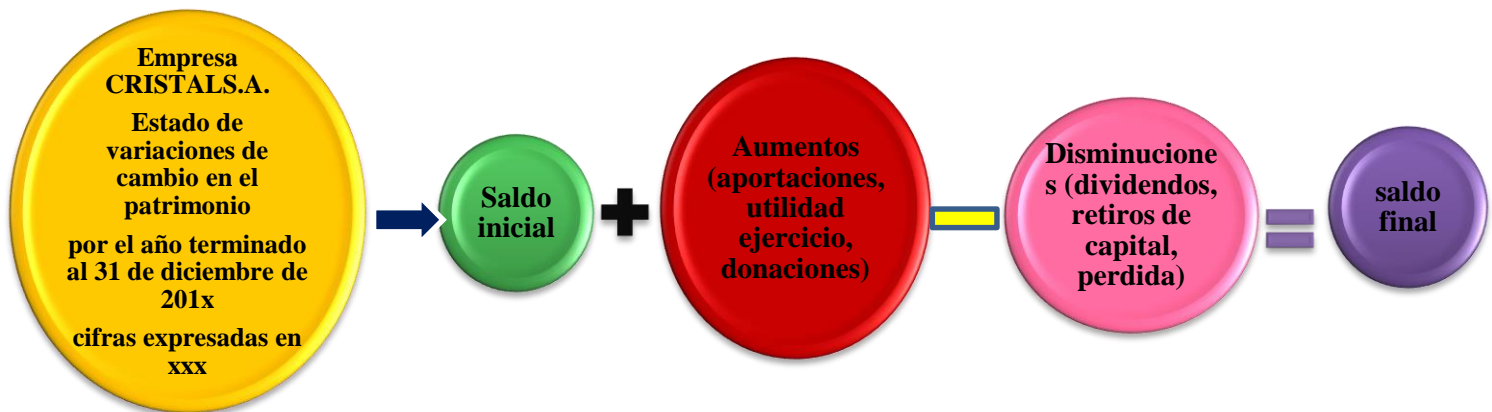 Empresa
CRISTALS.A.
Estado de
variaciones de
cambio en el
patrimonio
por el año terminado
al 31 de diciembre de
201x
cifras expresadas en
xxx
Saldo
inicial
Aumentos
(aportaciones,
utilidad
ejercicio,
donaciones)
Disminucione
s (dividendos,
retiros de
capital,
perdida)
saldo
final